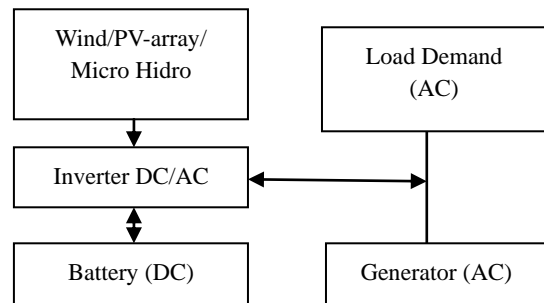 Wind/PV-array/
Micro Hidro
Load Demand
(AC)
Inverter DC/AC
Battery (DC)
Generator (AC)